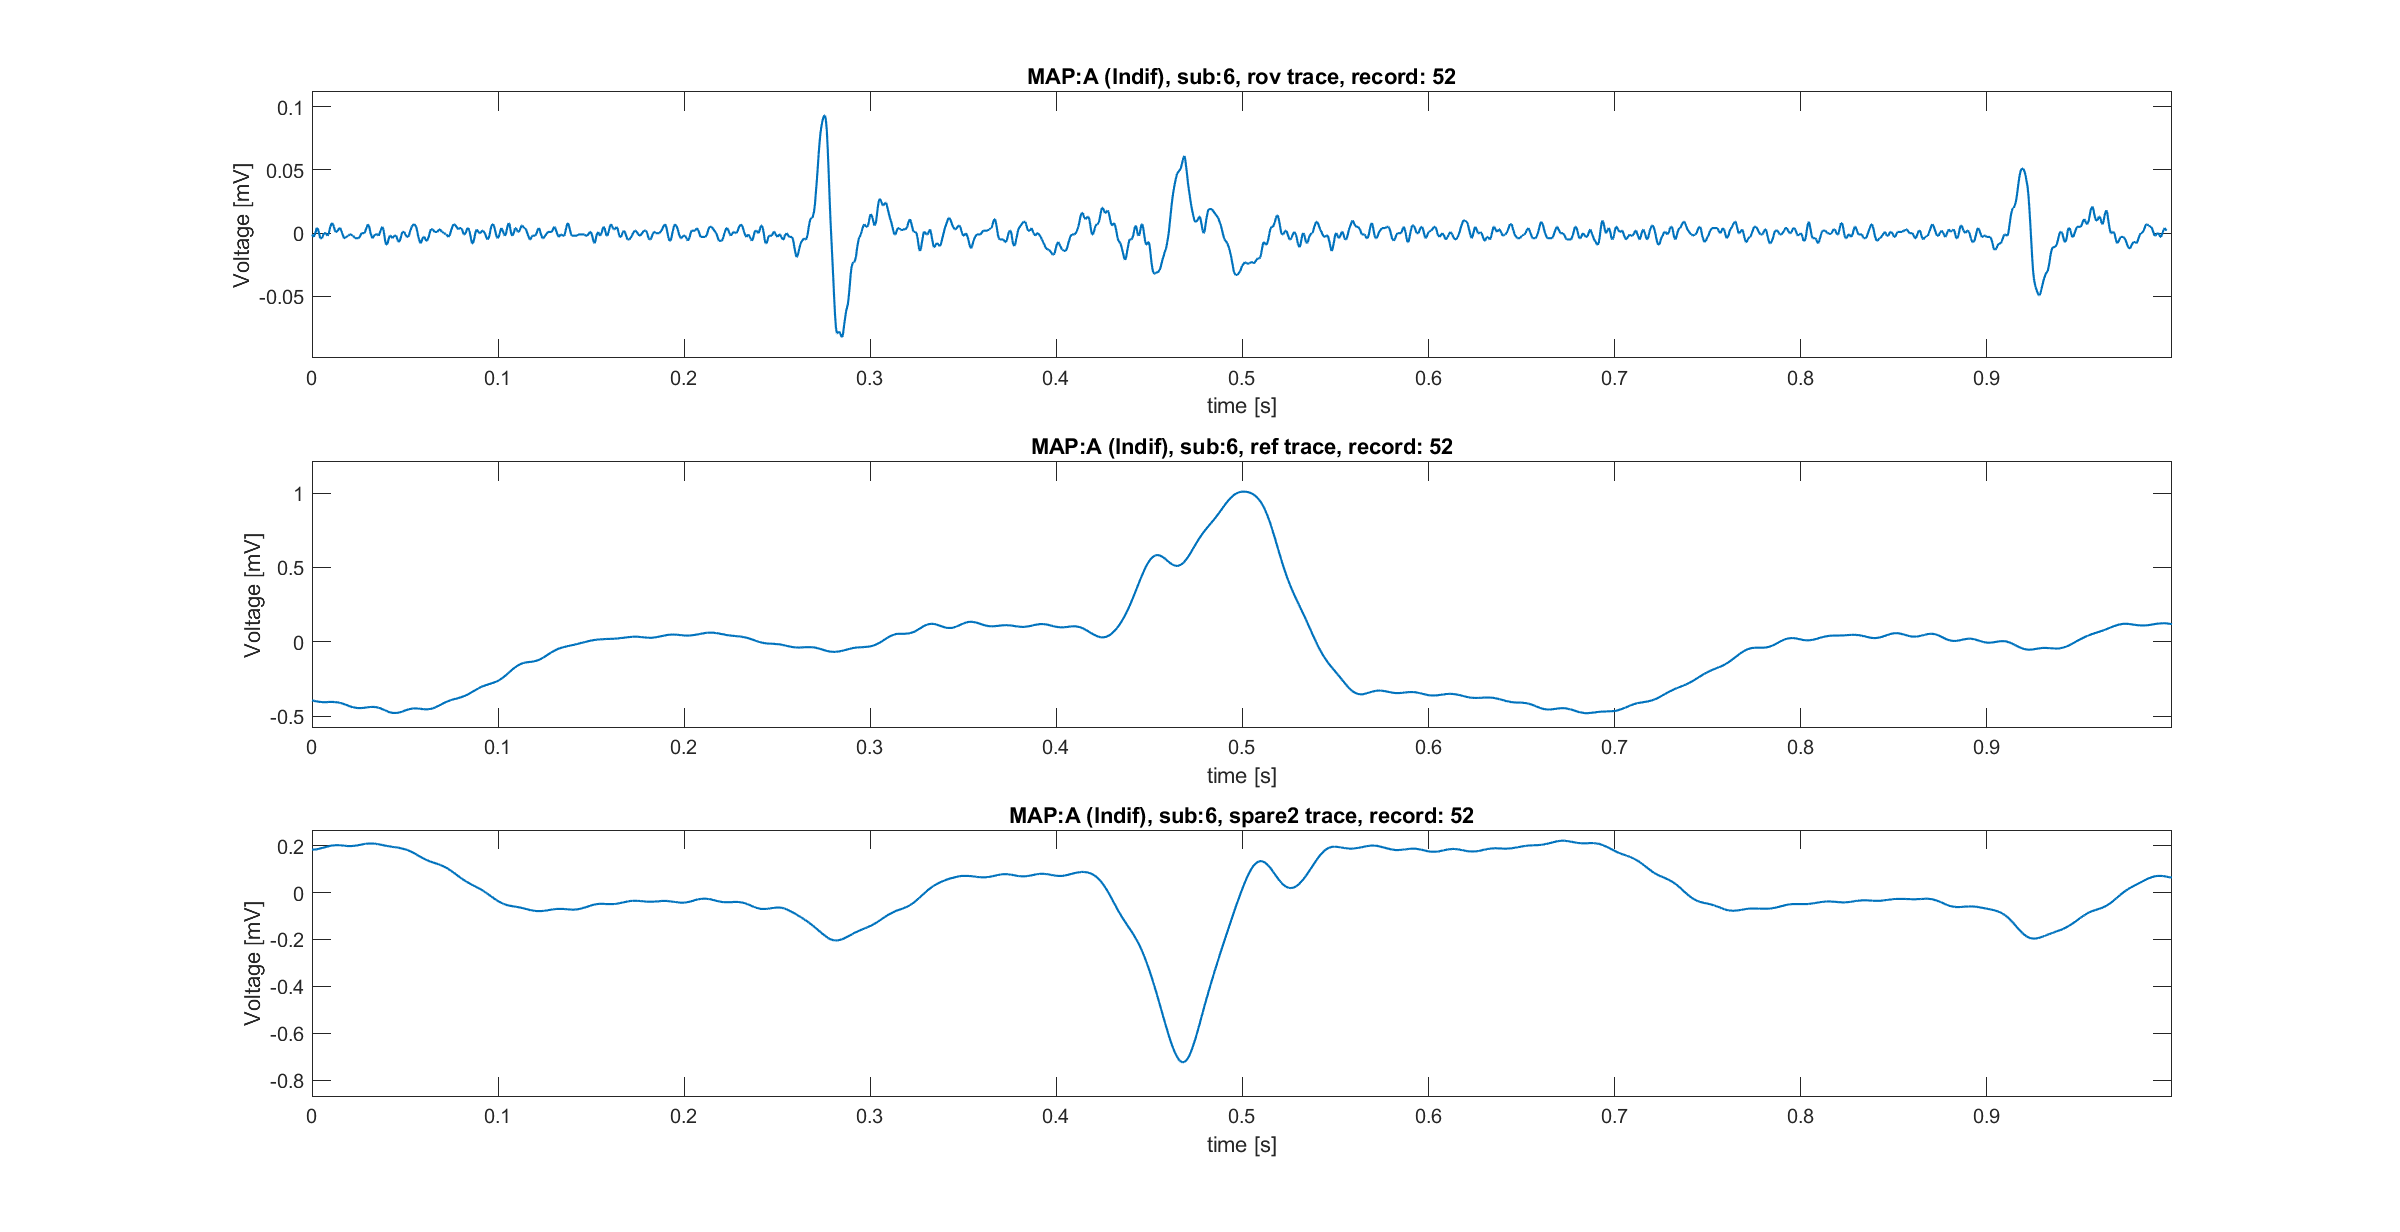 MAP:A (Indif), sub:6, rov trace, record: 52
0.1
0.05
0
-0.05
Voltage [mV]
0 0.1 0.2 0.3 0.4 0.5 0.6 0.7 0.8 0.9
time [s]
MAP:A (Indif), sub:6, ref trace, record: 52
1
0.5
0
-0.5
Voltage [mV]
0 0.1 0.2 0.3 0.4 0.5 0.6 0.7 0.8 0.9
time [s]
MAP:A (Indif), sub:6, spare2 trace, record: 52
0.2
0
-0.2
-0.4
-0.6
-0.8
Voltage [mV]
0 0.1 0.2 0.3 0.4 0.5 0.6 0.7 0.8 0.9
time [s]